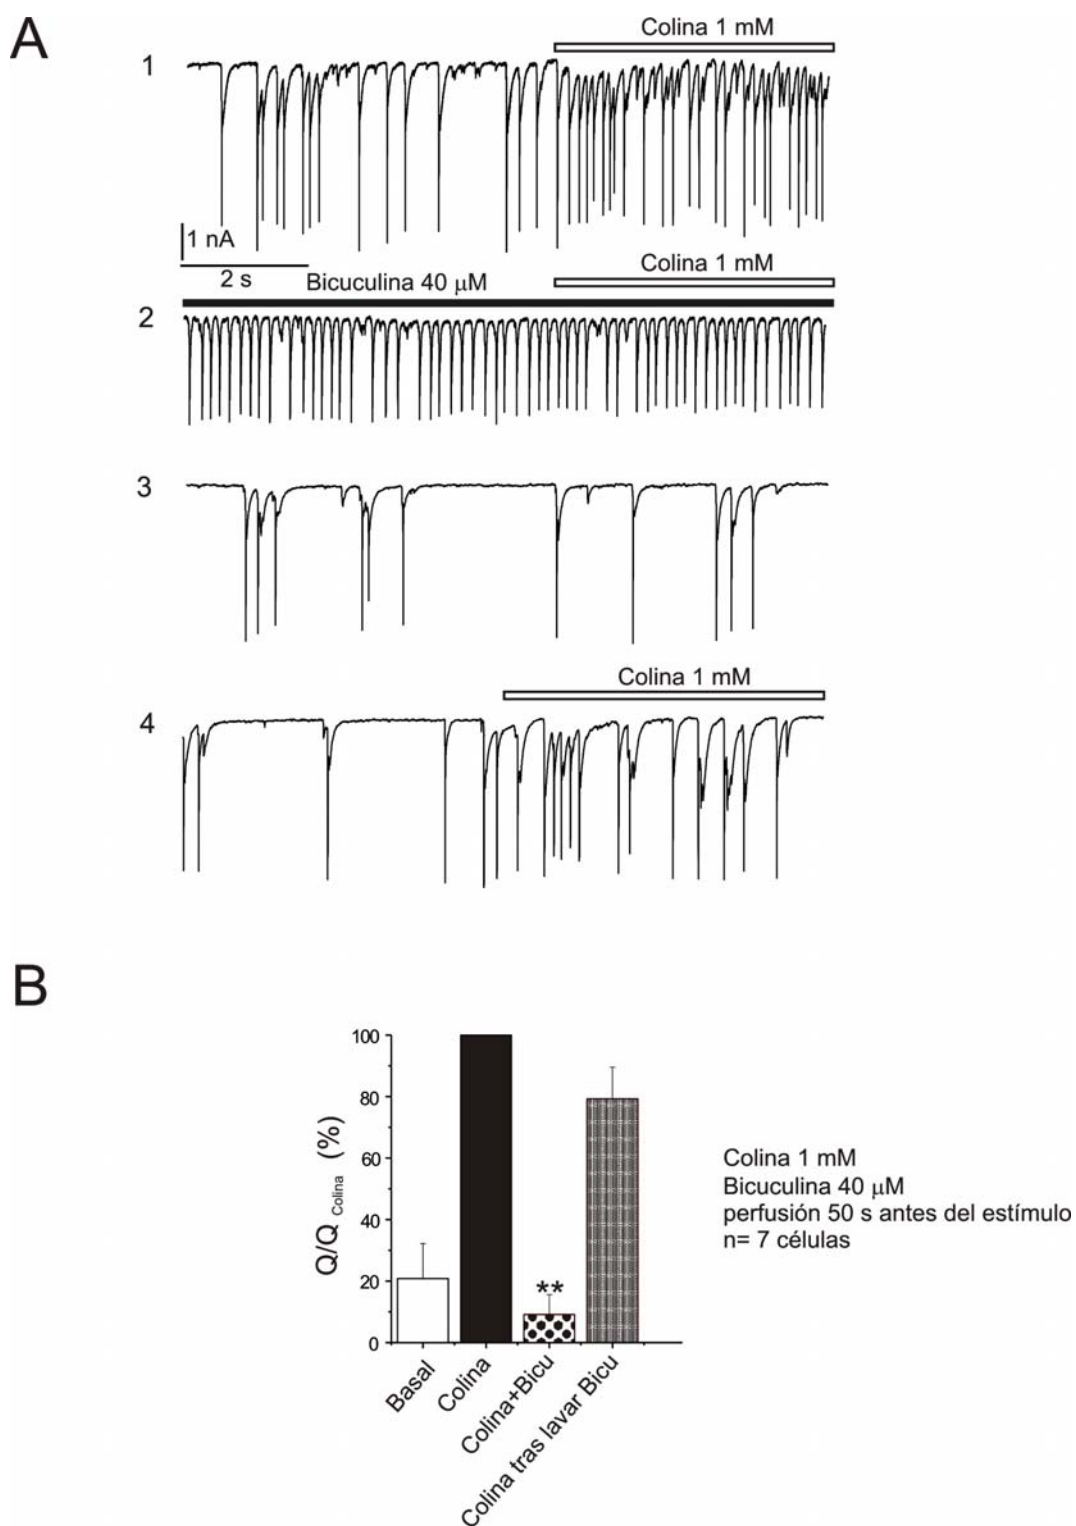 A
Colina 1 mM
1
1 nA
2 s
Bicuculina 40 μM
Colina 1 mM
2
3
Colina 1 mM
4
B
100
80
60
40
20
0
Q/Q Colina (%)
**
Basal
Colina
Colina+Bicu
Colina tras lavar Bicu
Colina 1 mM
Bicuculina 40 μM
perfusión 50 s antes del estímulo
n= 7 células